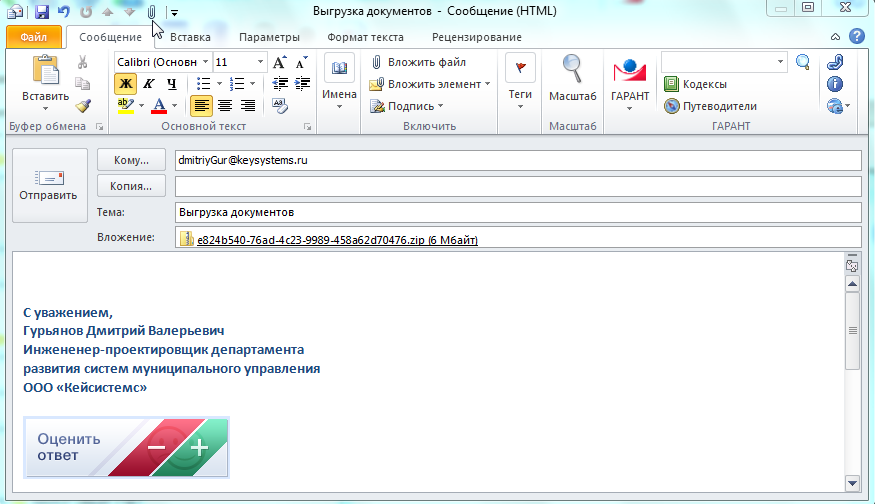 Выгрузка документов - Сообщение (HTML)
Файл Сообщение Вставка Параметры Формат текста Рецензирование
Вставить
Буфер обмена
Calibri (Основн 11
Ж К Ч
Основной текст
Имена
Вложить файл
Вложить элемент
Подпись
Включить
Теги
Масштаб
Масштаб
ГАРАНТ
Кодексы
Путеводители
ГАРАНТ
Отправить
Кому... dmitriyGur@keysystems.ru
Копия...
Тема: Выгрузка документов
Вложение: e824b540-76ad-4c23-9989-458a62d70476.zip (6 Мбайт)
С уважением,
Гурьянов Дмитрий Валерьевич
Инжененер-проектировщик департамента
развития систем муниципального управления
ООО «Кейсистемс»
Оценить
ответ